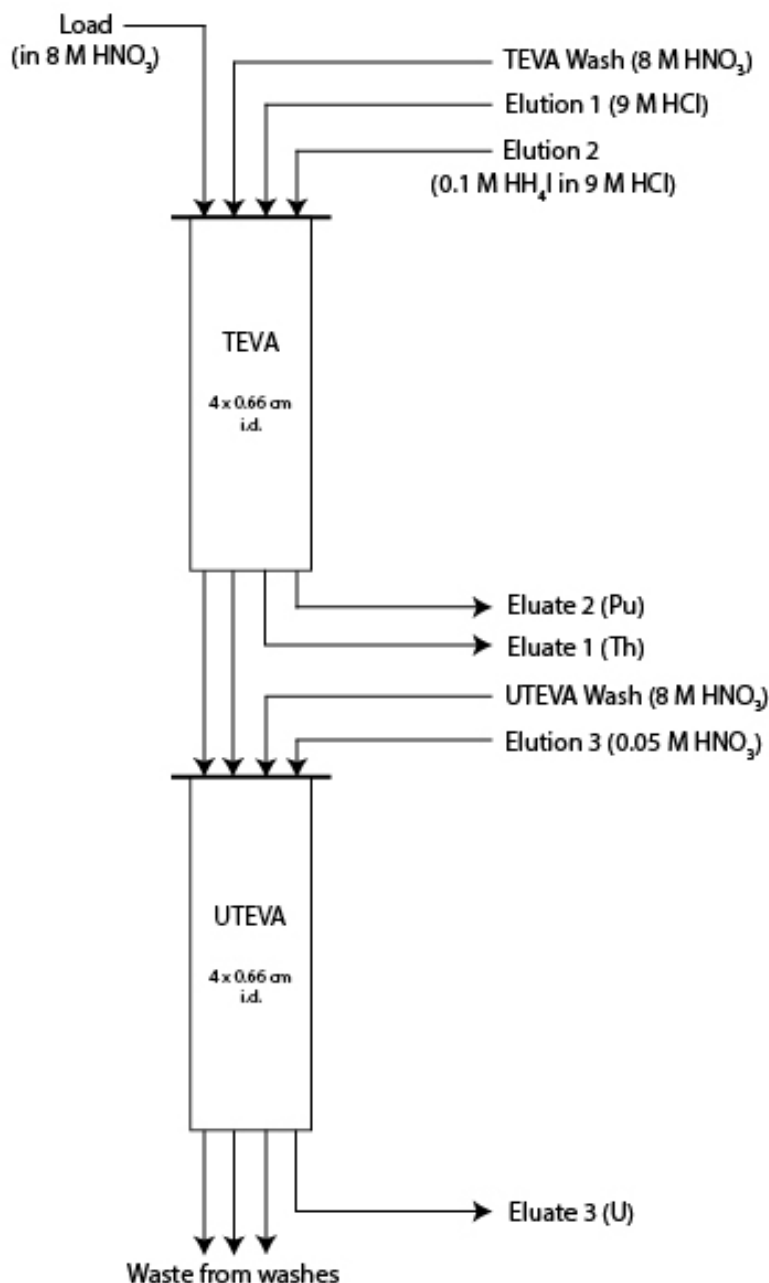 Load
(in 8 M HNO₃)
TEVA Wash (8 M HNO₃)
Elution 1 (9 M HCl)
Elution 2
(0.1 M HH₄I in 9 M HCl)
TEVA
4 x 0.66 cm
i.d.
Eluate 2 (Pu)
Eluate 1 (Th)
UTEVA Wash (8 M HNO₃)
Elution 3 (0.05 M HNO₃)
UTEVA
4 x 0.66 cm
i.d.
Eluate 3 (U)
Waste from washes